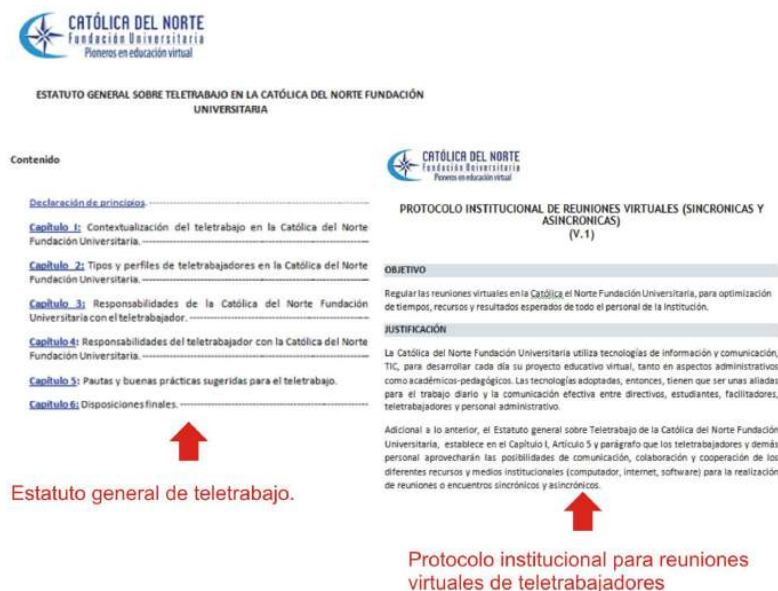 CATÓLICA DEL NORTE
Fundación Universitaria
Pioneros en educación virtual
ESTATUTO GENERAL SOBRE TELETRABAJO EN LA CATÓLICA DEL NORTE FUNDACIÓN
UNIVERSITARIA
Contenido
Declaración de principios.
Capítulo 1: Contextualización del teletrabajo en la Católica del Norte
Fundación Universitaria.
Capítulo 2: Tipos y perfiles de teletrabajadores en la Católica del Norte
Fundación Universitaria.
Capítulo 3: Responsabilidades de la Católica del Norte Fundación
Universitaria con el teletrabajador.
Capítulo 4: Responsabilidades del teletrabajador con la Católica del Norte
Fundación Universitaria.
Capítulo 5: Pautas y buenas prácticas sugeridas para el teletrabajo.
Capítulo 6: Disposiciones finales.
Estatuto general de teletrabajo.
CATÓLICA DEL NORTE
Fundación Universitaria
Pioneros en educación virtual
PROTOCOLO INSTITUCIONAL DE REUNIONES VIRTUALES (SINCRONICAS Y
ASINCRONICAS)
(V.1)
OBJETIVO
Regular las reuniones virtuales en la Católica el Norte Fundación Universitaria, para optimización
de tiempos, recursos y resultados esperados de todo el personal de la Institución.
JUSTIFICACIÓN
La Católica del Norte Fundación Universitaria utiliza tecnologías de información y comunicación,
TIC, para desarrollar cada día su proyecto educativo virtual, tanto en aspectos administrativos
como académicos-pedagógicos. Las tecnologías adoptadas, entonces, tienen que ser unas aliadas
para el trabajo diario y la comunicación efectiva entre directivos, estudiantes, facilitadores,
teletrabajadores y personal administrativo.
Adicional a lo anterior, el Estatuto general sobre Teletrabajo de la Católica del Norte Fundación
Universitaria, establece en el Capítulo I, Artículo 5 y parágrafo que los teletrabajadores y demás
personal aprovecharán las posibilidades de comunicación, colaboración y cooperación de los
diferentes recursos y medios institucionales (computador, internet, software) para la realización
de reuniones o encuentros sincrónicos y asincrónicos.
Protocolo institucional para reuniones
virtuales de teletrabajadores